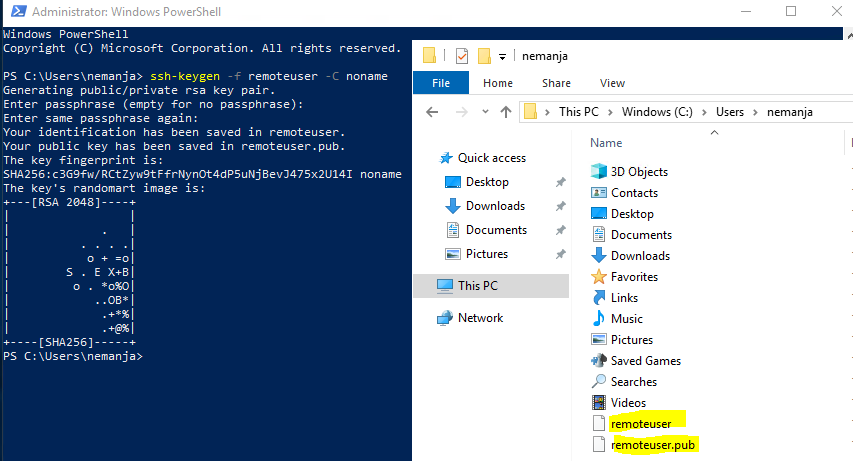 Administrator: Windows PowerShell
Windows PowerShell
Copyright (C) Microsoft Corporation. All rights reserved.
PS C:\Users\nemanja> ssh-keygen -f remoteuser -C noname
Generating public/private rsa key pair.
Enter passphrase (empty for no passphrase):
Enter same passphrase again:
Your identification has been saved in remoteuser.
Your public key has been saved in remoteuser.pub.
The key fingerprint is:
SHA256:c3G9fw/RCtZyw9tFfrNynOt4dP5uNjBevJ475x2U14I noname
The key's randomart image is:
+---[RSA 2048]----+
|                 |
|             .   |
|          . . . .|
|           o + =o|
|        S . E X+B|
|         o . *o%O|
|            ..OB*|
|             .+*%|
|             .+@%|
+----[SHA256]-----+
PS C:\Users\nemanja>
nemanja
File
Home
Share
View
This PC > Windows (C:) > Users > nemanja
Quick access
Desktop
Downloads
Documents
Pictures
This PC
Network
Name
3D Objects
Contacts
Desktop
Documents
Downloads
Favorites
Links
Music
Pictures
Saved Games
Searches
Videos
remoteuser
remoteuser.pub